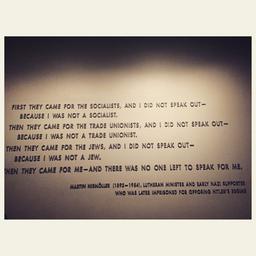 FIRST THEY CAME FOR THE SOCIALISTS, AND I DID NOT SPEAK OUT—
BECAUSE I WAS NOT A SOCIALIST.
THEN THEY CAME FOR THE TRADE UNIONISTS, AND I DID NOT SPEAK OUT—
BECAUSE I WAS NOT A TRADE UNIONIST.
THEN THEY CAME FOR THE JEWS, AND I DID NOT SPEAK OUT—
BECAUSE I WAS NOT A JEW.
THEN THEY CAME FOR ME—AND THERE WAS NO ONE LEFT TO SPEAK FOR ME.
MARTIN NIEMÖLLER (1892–1984), LUTHERAN MINISTER AND EARLY NAZI SUPPORTER
WHO WAS LATER IMPRISONED FOR OPPOSING HITLER'S REGIME